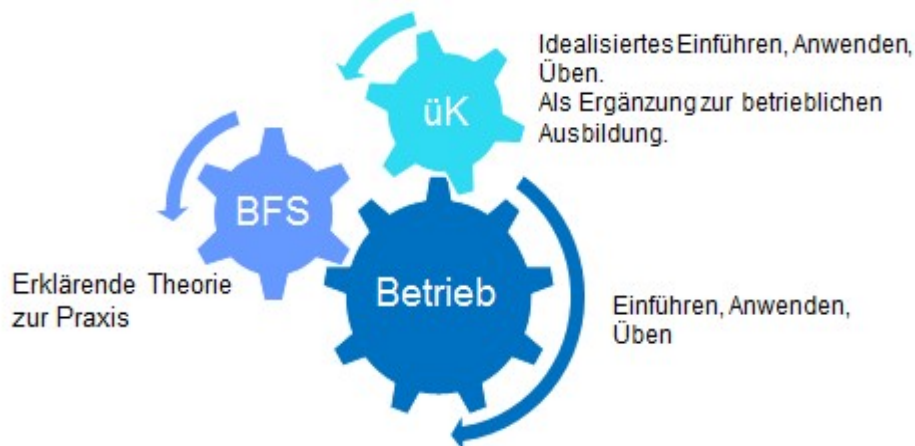 Idealisiertes Einführen, Anwenden,
Üben.
Als Ergänzung zur betrieblichen
Ausbildung.
üK
BFS
Erklärende Theorie
zur Praxis
Betrieb
Einführen, Anwenden,
Üben